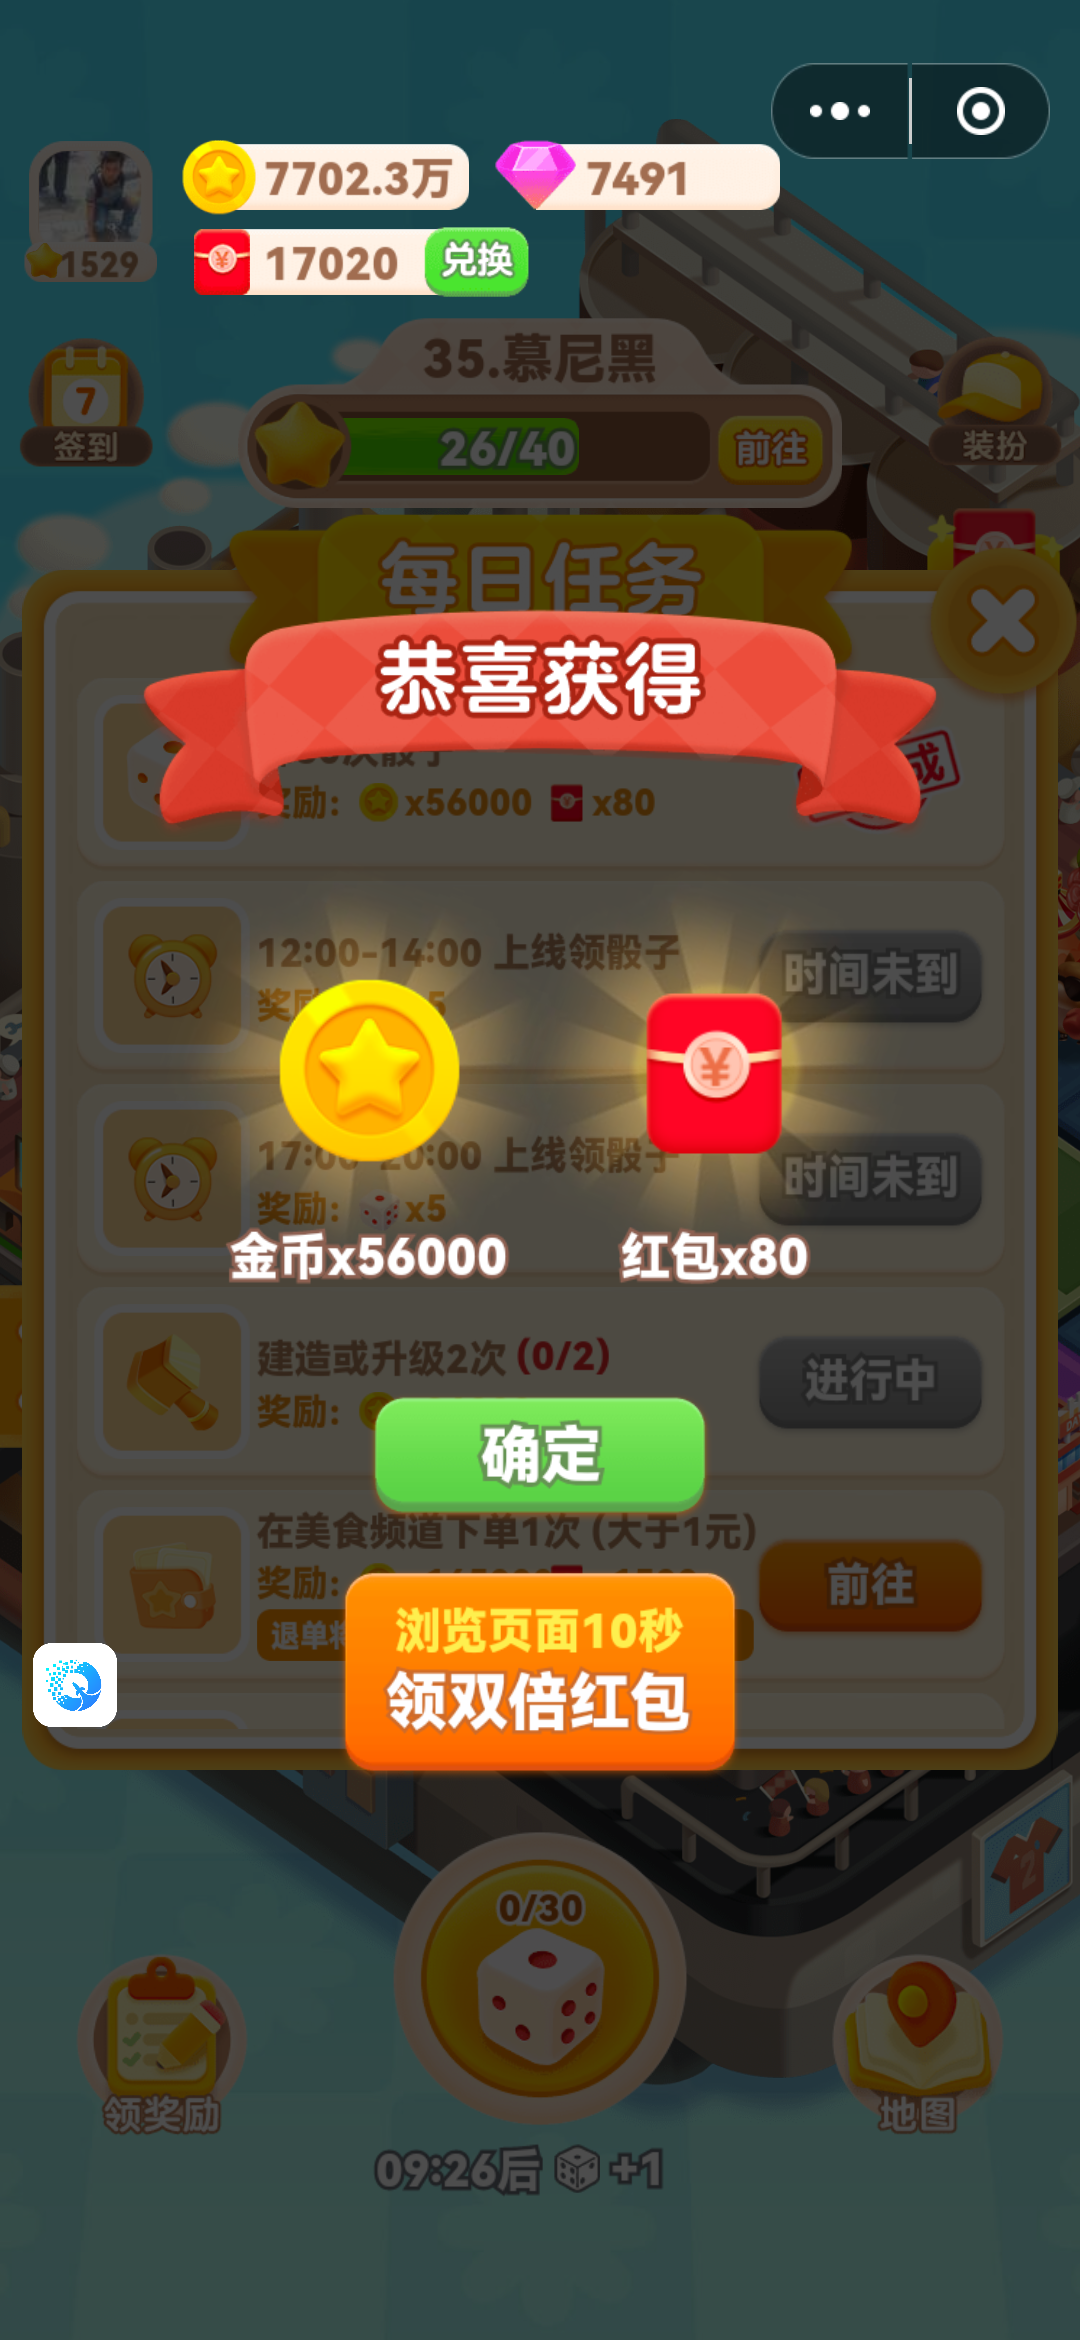 7702.3万
7491
1529
17020
兑换
35.慕尼黑
7
签到
26/40
前往
装扮
每日任务
恭喜获得
次骰子
成
奖励: x56000 x80
12:00-14:00 上线领骰子
时间未到
奖 5
17:00-20:00 上线领骰子
时间未到
奖励: x5
金币x56000
红包x80
建造或升级2次 (0/2)
进行中
奖励:
确定
在美食频道下单1次 (大于1元)
奖励:
前往
退单将
浏览页面10秒
领双倍红包
0/30
领奖励
地图
09:26后 +1